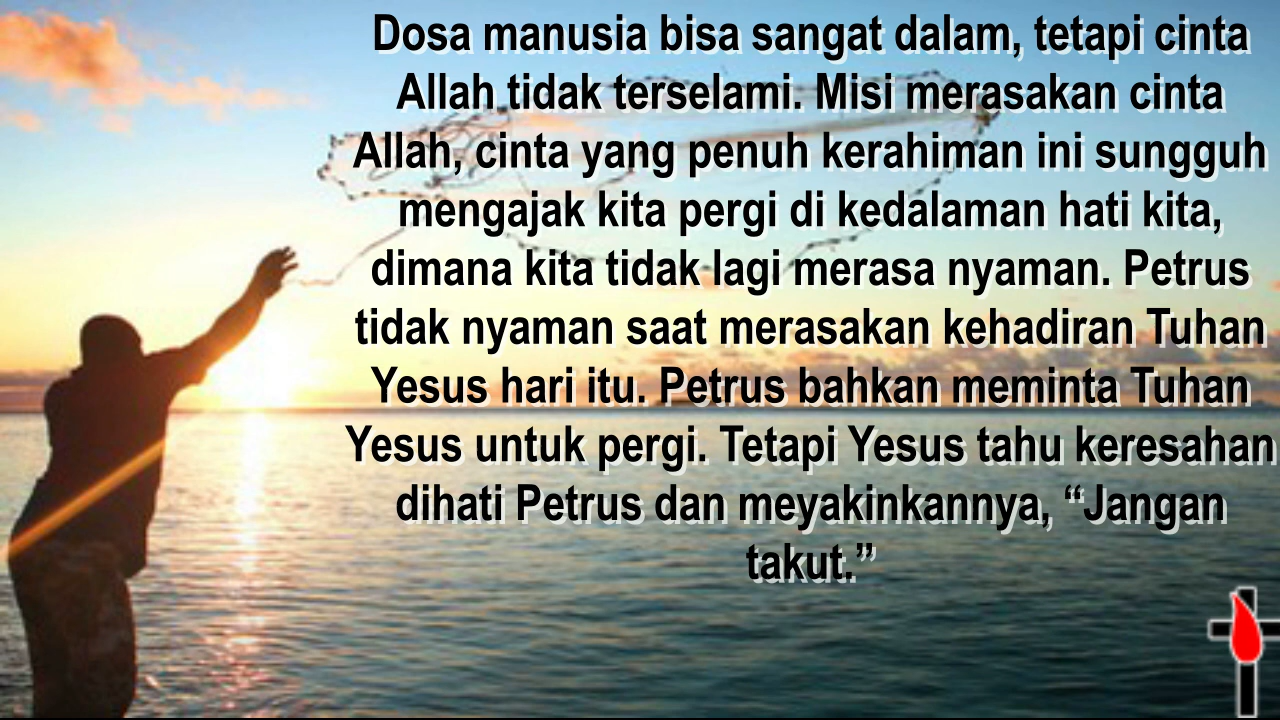 Dosa manusia bisa sangat dalam, tetapi cinta
Allah tidak terselami. Misi merasakan cinta
Allah, cinta yang penuh kerahiman ini sungguh
mengajak kita pergi di kedalaman hati kita,
dimana kita tidak lagi merasa nyaman. Petrus
tidak nyaman saat merasakan kehadiran Tuhan
Yesus hari itu. Petrus bahkan meminta Tuhan
Yesus untuk pergi. Tetapi Yesus tahu keresahan
dihati Petrus dan meyakinkannya, “Jangan
takut.”